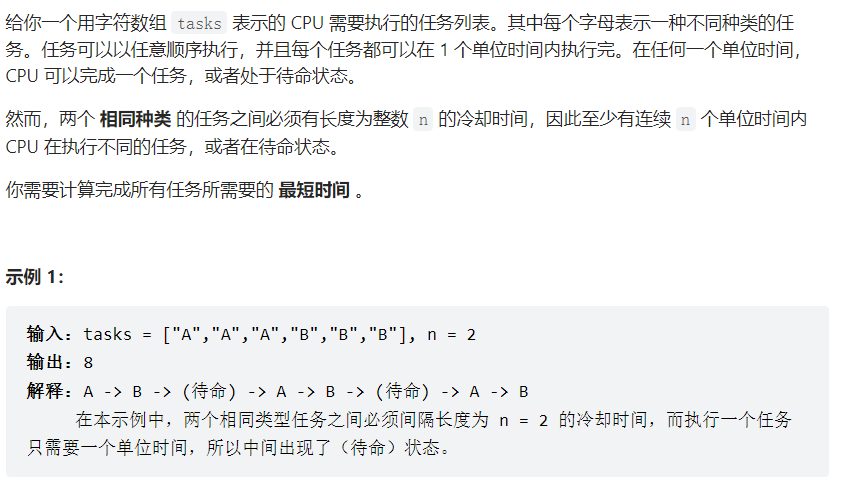 给你一个用字符数组 tasks 表示的 CPU 需要执行的任务列表。其中每个字母表示一种不同种类的任
务。任务可以以任意顺序执行，并且每个任务都可以在 1 个单位时间内执行完。在任何一个单位时间，
CPU 可以完成一个任务，或者处于待命状态。
然而，两个 相同种类 的任务之间必须有长度为整数 n 的冷却时间，因此至少有连续 n 个单位时间内
CPU 在执行不同的任务，或者在待命状态。
你需要计算完成所有任务所需要的 最短时间 。
示例 1：
输入：tasks = ["A","A","A","B","B","B"], n = 2
输出：8
解释：A -> B -> (待命) -> A -> B -> (待命) -> A -> B
在本示例中，两个相同类型任务之间必须间隔长度为 n = 2 的冷却时间，而执行一个任务
只需要一个单位时间，所以中间出现了（待命）状态。